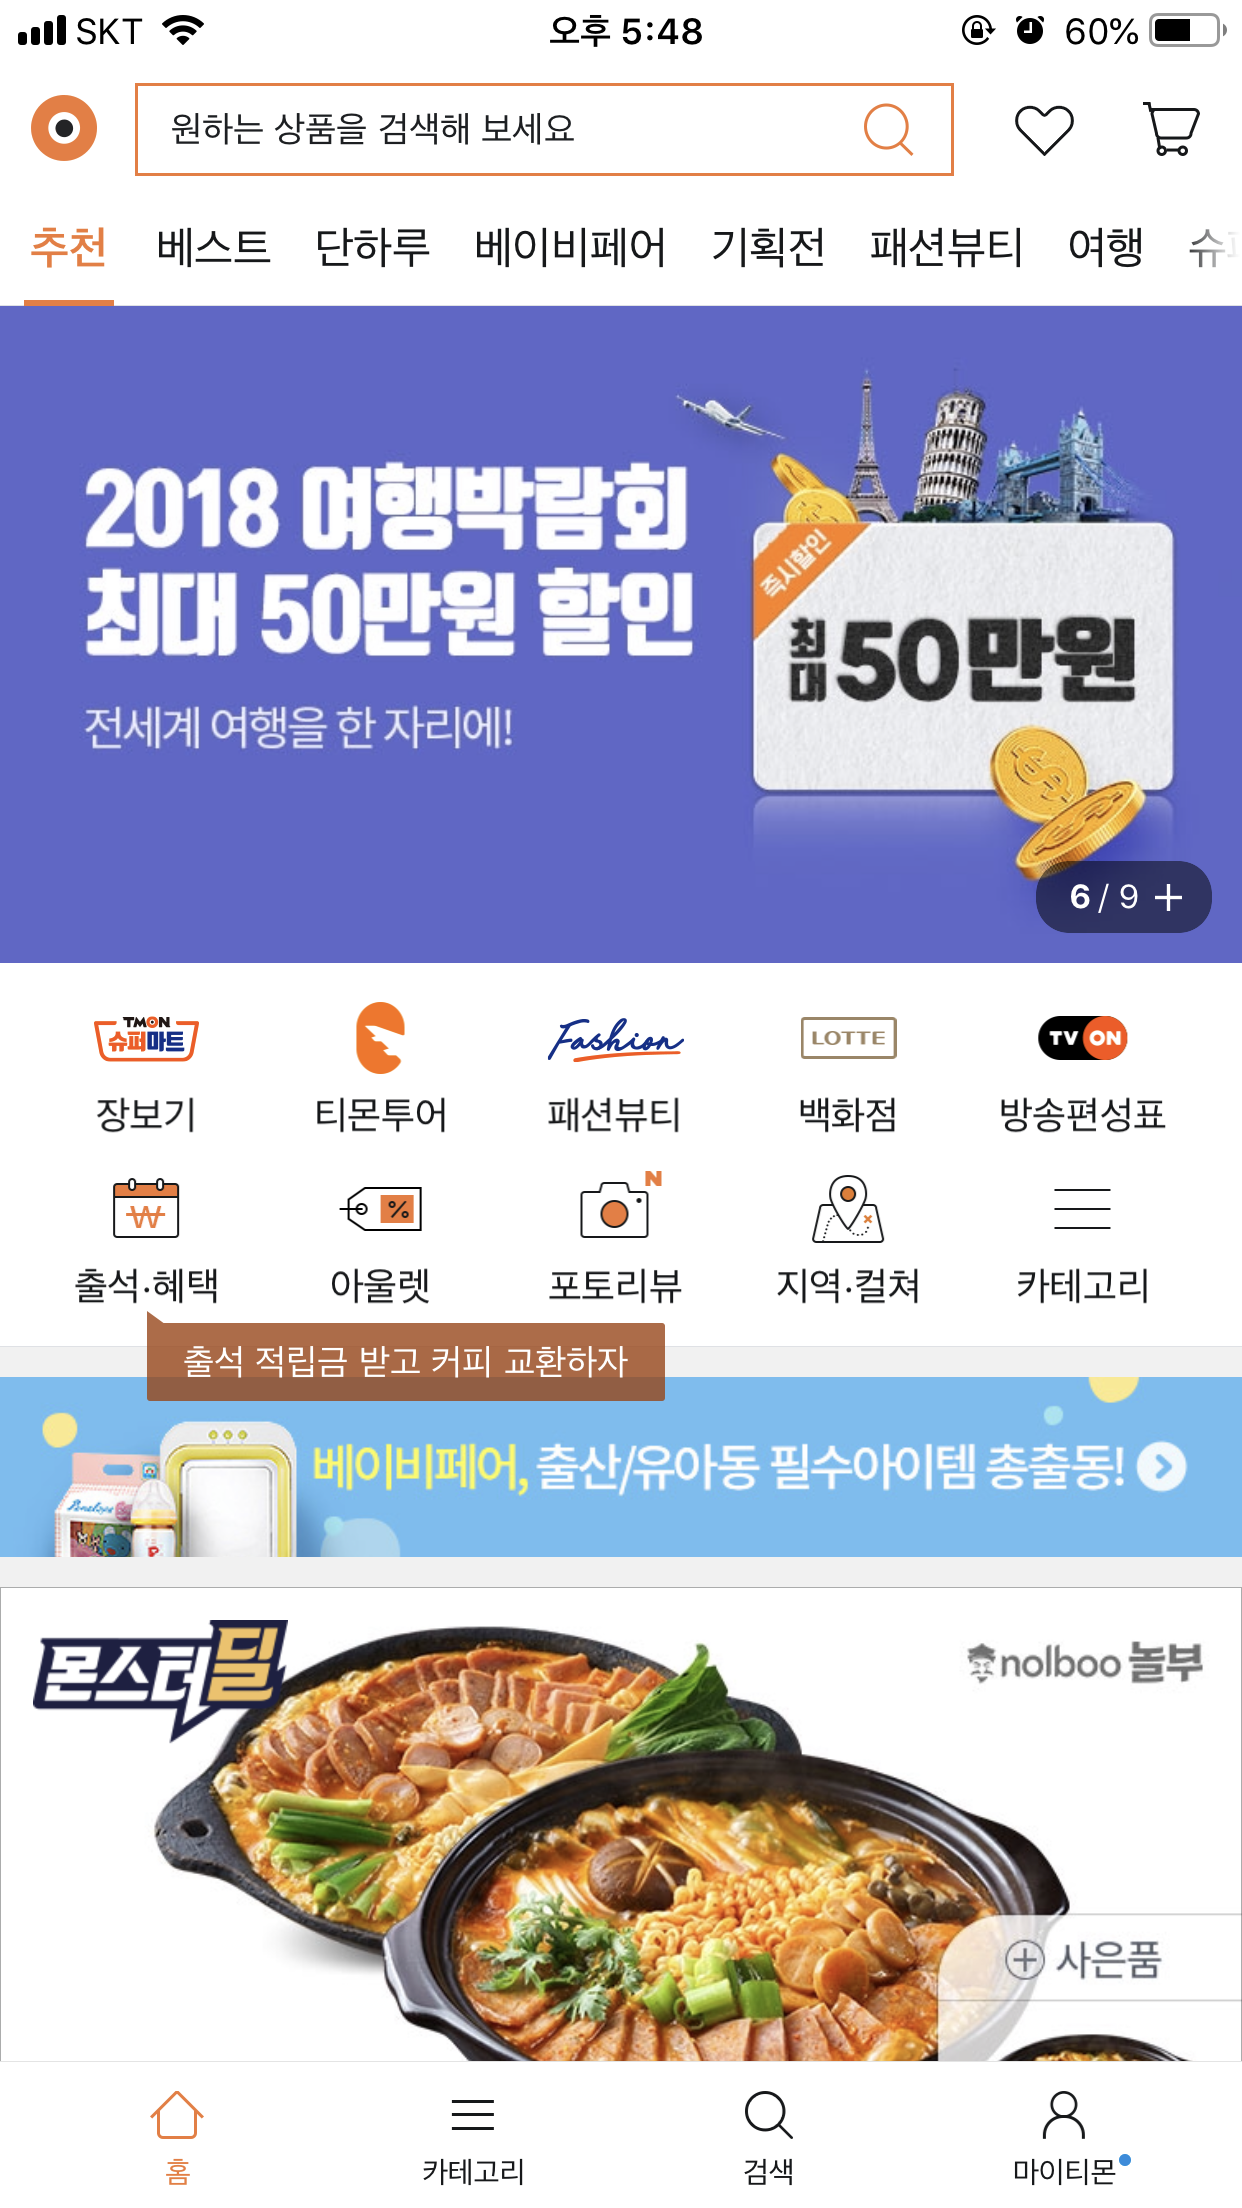 SKT
오후 5:48
60%
원하는 상품을 검색해 보세요
추천 베스트 단하루 베이비페어 기획전 패션뷰티 여행
2018 여행박람회
최대 50만원 할인
전세계 여행을 한 자리에!
즉시할인
최대 50만원
6 / 9 +
TMON 슈퍼마트
Fashion
LOTTE
TV ON
장보기 티몬투어 패션뷰티 백화점 방송편성표
₩
%
N
출석·혜택 아울렛 포토리뷰 지역·컬쳐 카테고리
출석 적립금 받고 커피 교환하자
베이비페어, 출산/유아동 필수아이템 총출동!
Penelope
몬스터딜
nolboo 놀부
사은품
홈 카테고리 검색 마이티몬